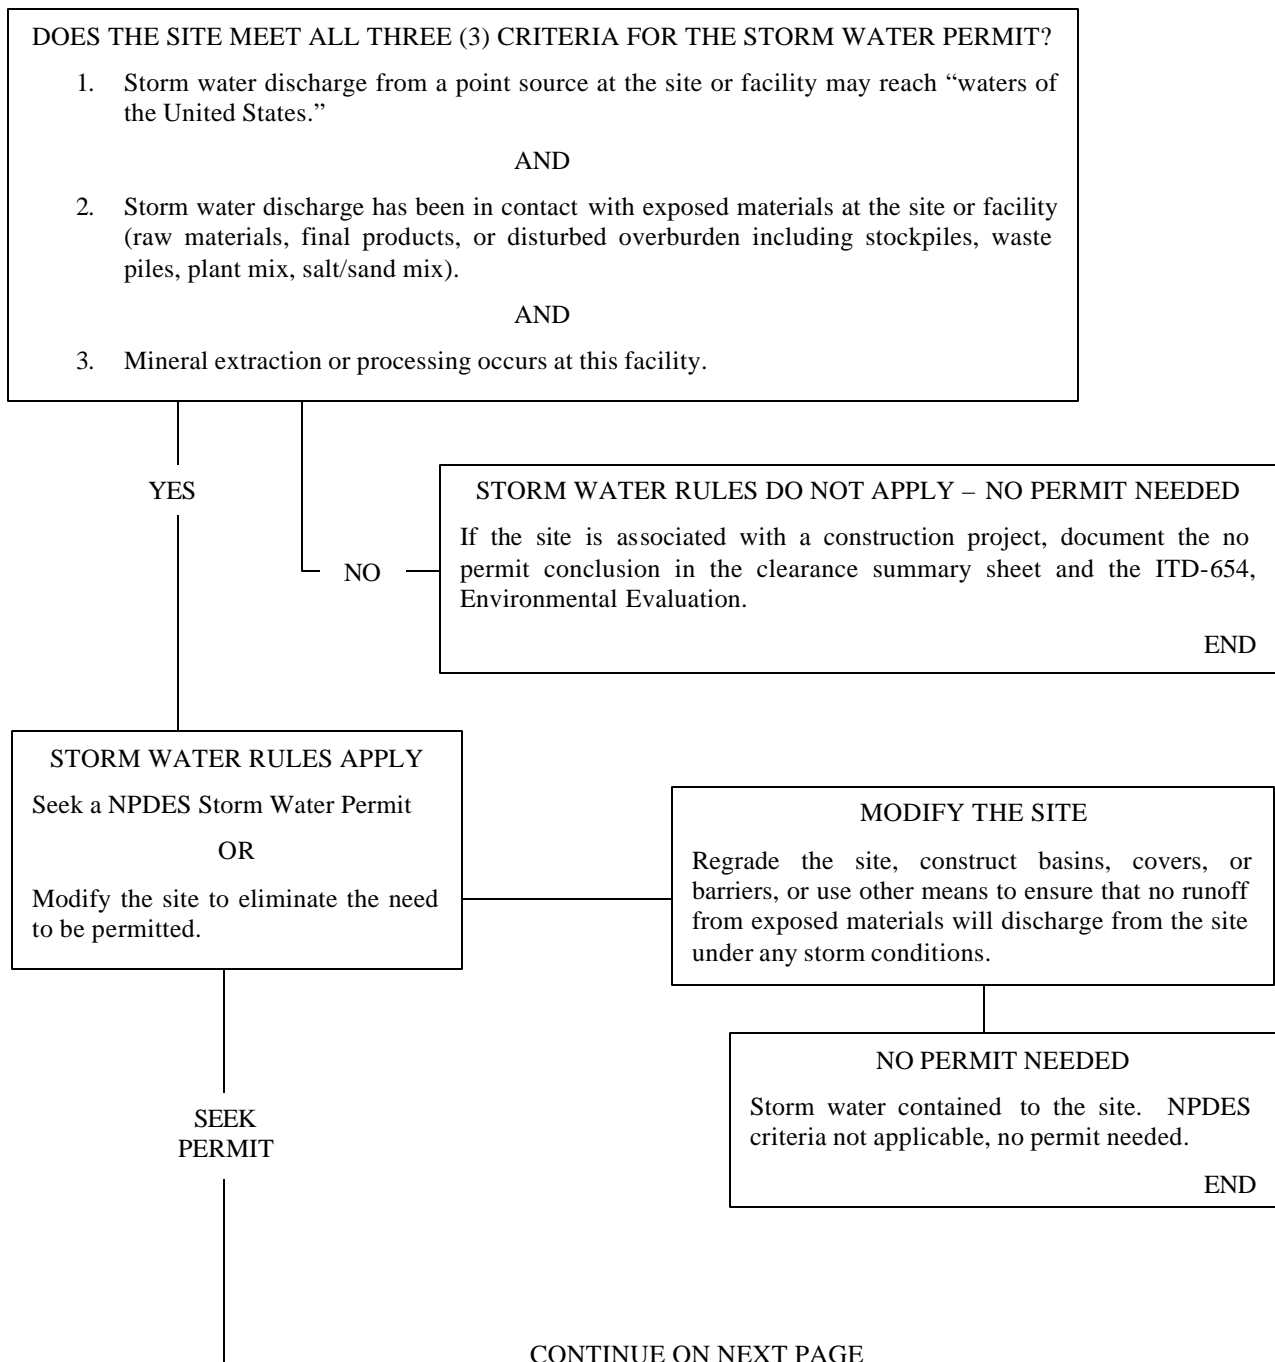 DOES THE SITE MEET ALL THREE (3) CRITERIA FOR THE STORM WATER PERMIT?
1. Storm water discharge from a point source at the site or facility may reach “waters of
the United States.”
AND
2. Storm water discharge has been in contact with exposed materials at the site or facility
(raw materials, final products, or disturbed overburden including stockpiles, waste
piles, plant mix, salt/sand mix).
AND
3. Mineral extraction or processing occurs at this facility.
YES
NO
STORM WATER RULES DO NOT APPLY – NO PERMIT NEEDED
If the site is associated with a construction project, document the no
permit conclusion in the clearance summary sheet and the ITD-654,
Environmental Evaluation.
END
STORM WATER RULES APPLY
Seek a NPDES Storm Water Permit
OR
Modify the site to eliminate the need
to be permitted.
MODIFY THE SITE
Regrade the site, construct basins, covers, or
barriers, or use other means to ensure that no runoff
from exposed materials will discharge from the site
under any storm conditions.
NO PERMIT NEEDED
Storm water contained to the site. NPDES
criteria not applicable, no permit needed.
END
SEEK
PERMIT
CONTINUE ON NEXT PAGE